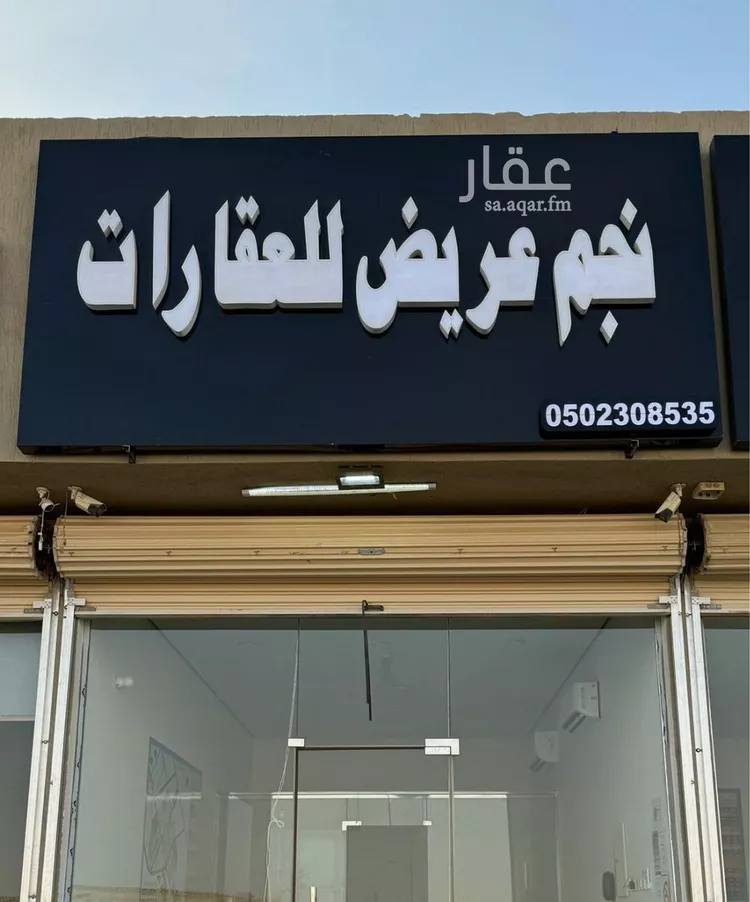 عقار
sa.aqar.fm
نجم عريض للعقارات
0502308535